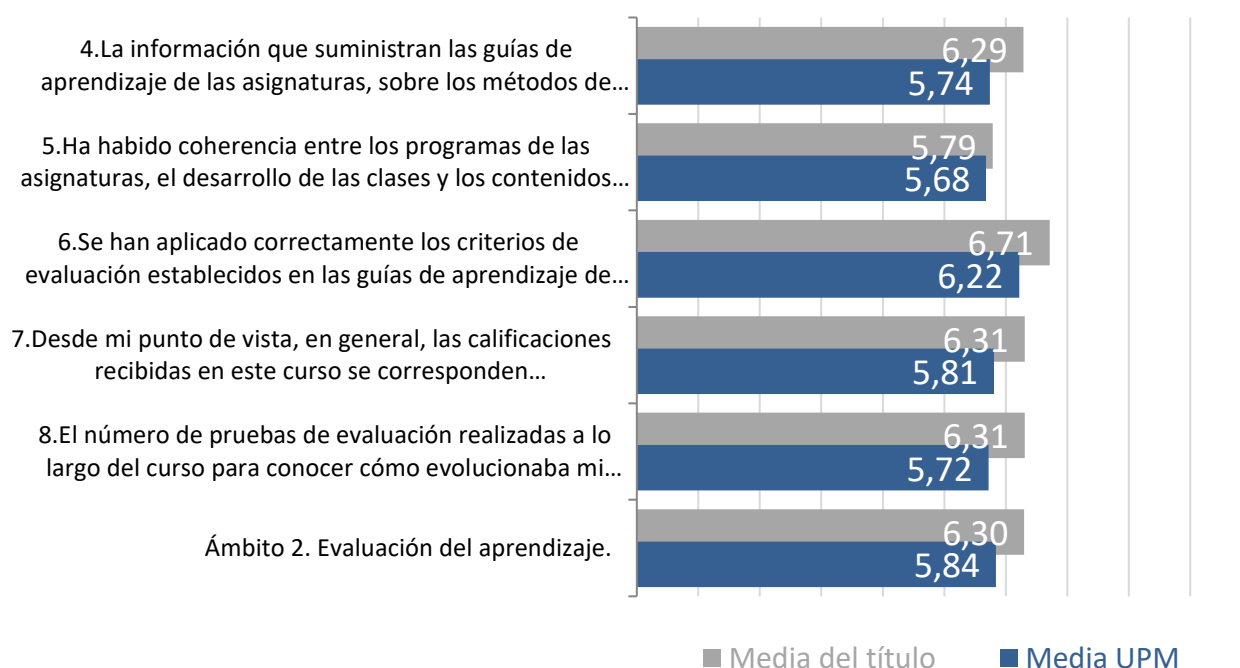 4.La información que suministran las guías de
aprendizaje de las asignaturas, sobre los métodos de…
6,29
5,74
5.Ha habido coherencia entre los programas de las
asignaturas, el desarrollo de las clases y los contenidos…
5,79
5,68
6.Se han aplicado correctamente los criterios de
evaluación establecidos en las guías de aprendizaje de…
6,71
6,22
7.Desde mi punto de vista, en general, las calificaciones
recibidas en este curso se corresponden…
6,31
5,81
8.El número de pruebas de evaluación realizadas a lo
largo del curso para conocer cómo evolucionaba mi…
6,31
5,72
Ámbito 2. Evaluación del aprendizaje.
6,30
5,84
Media del título
Media UPM